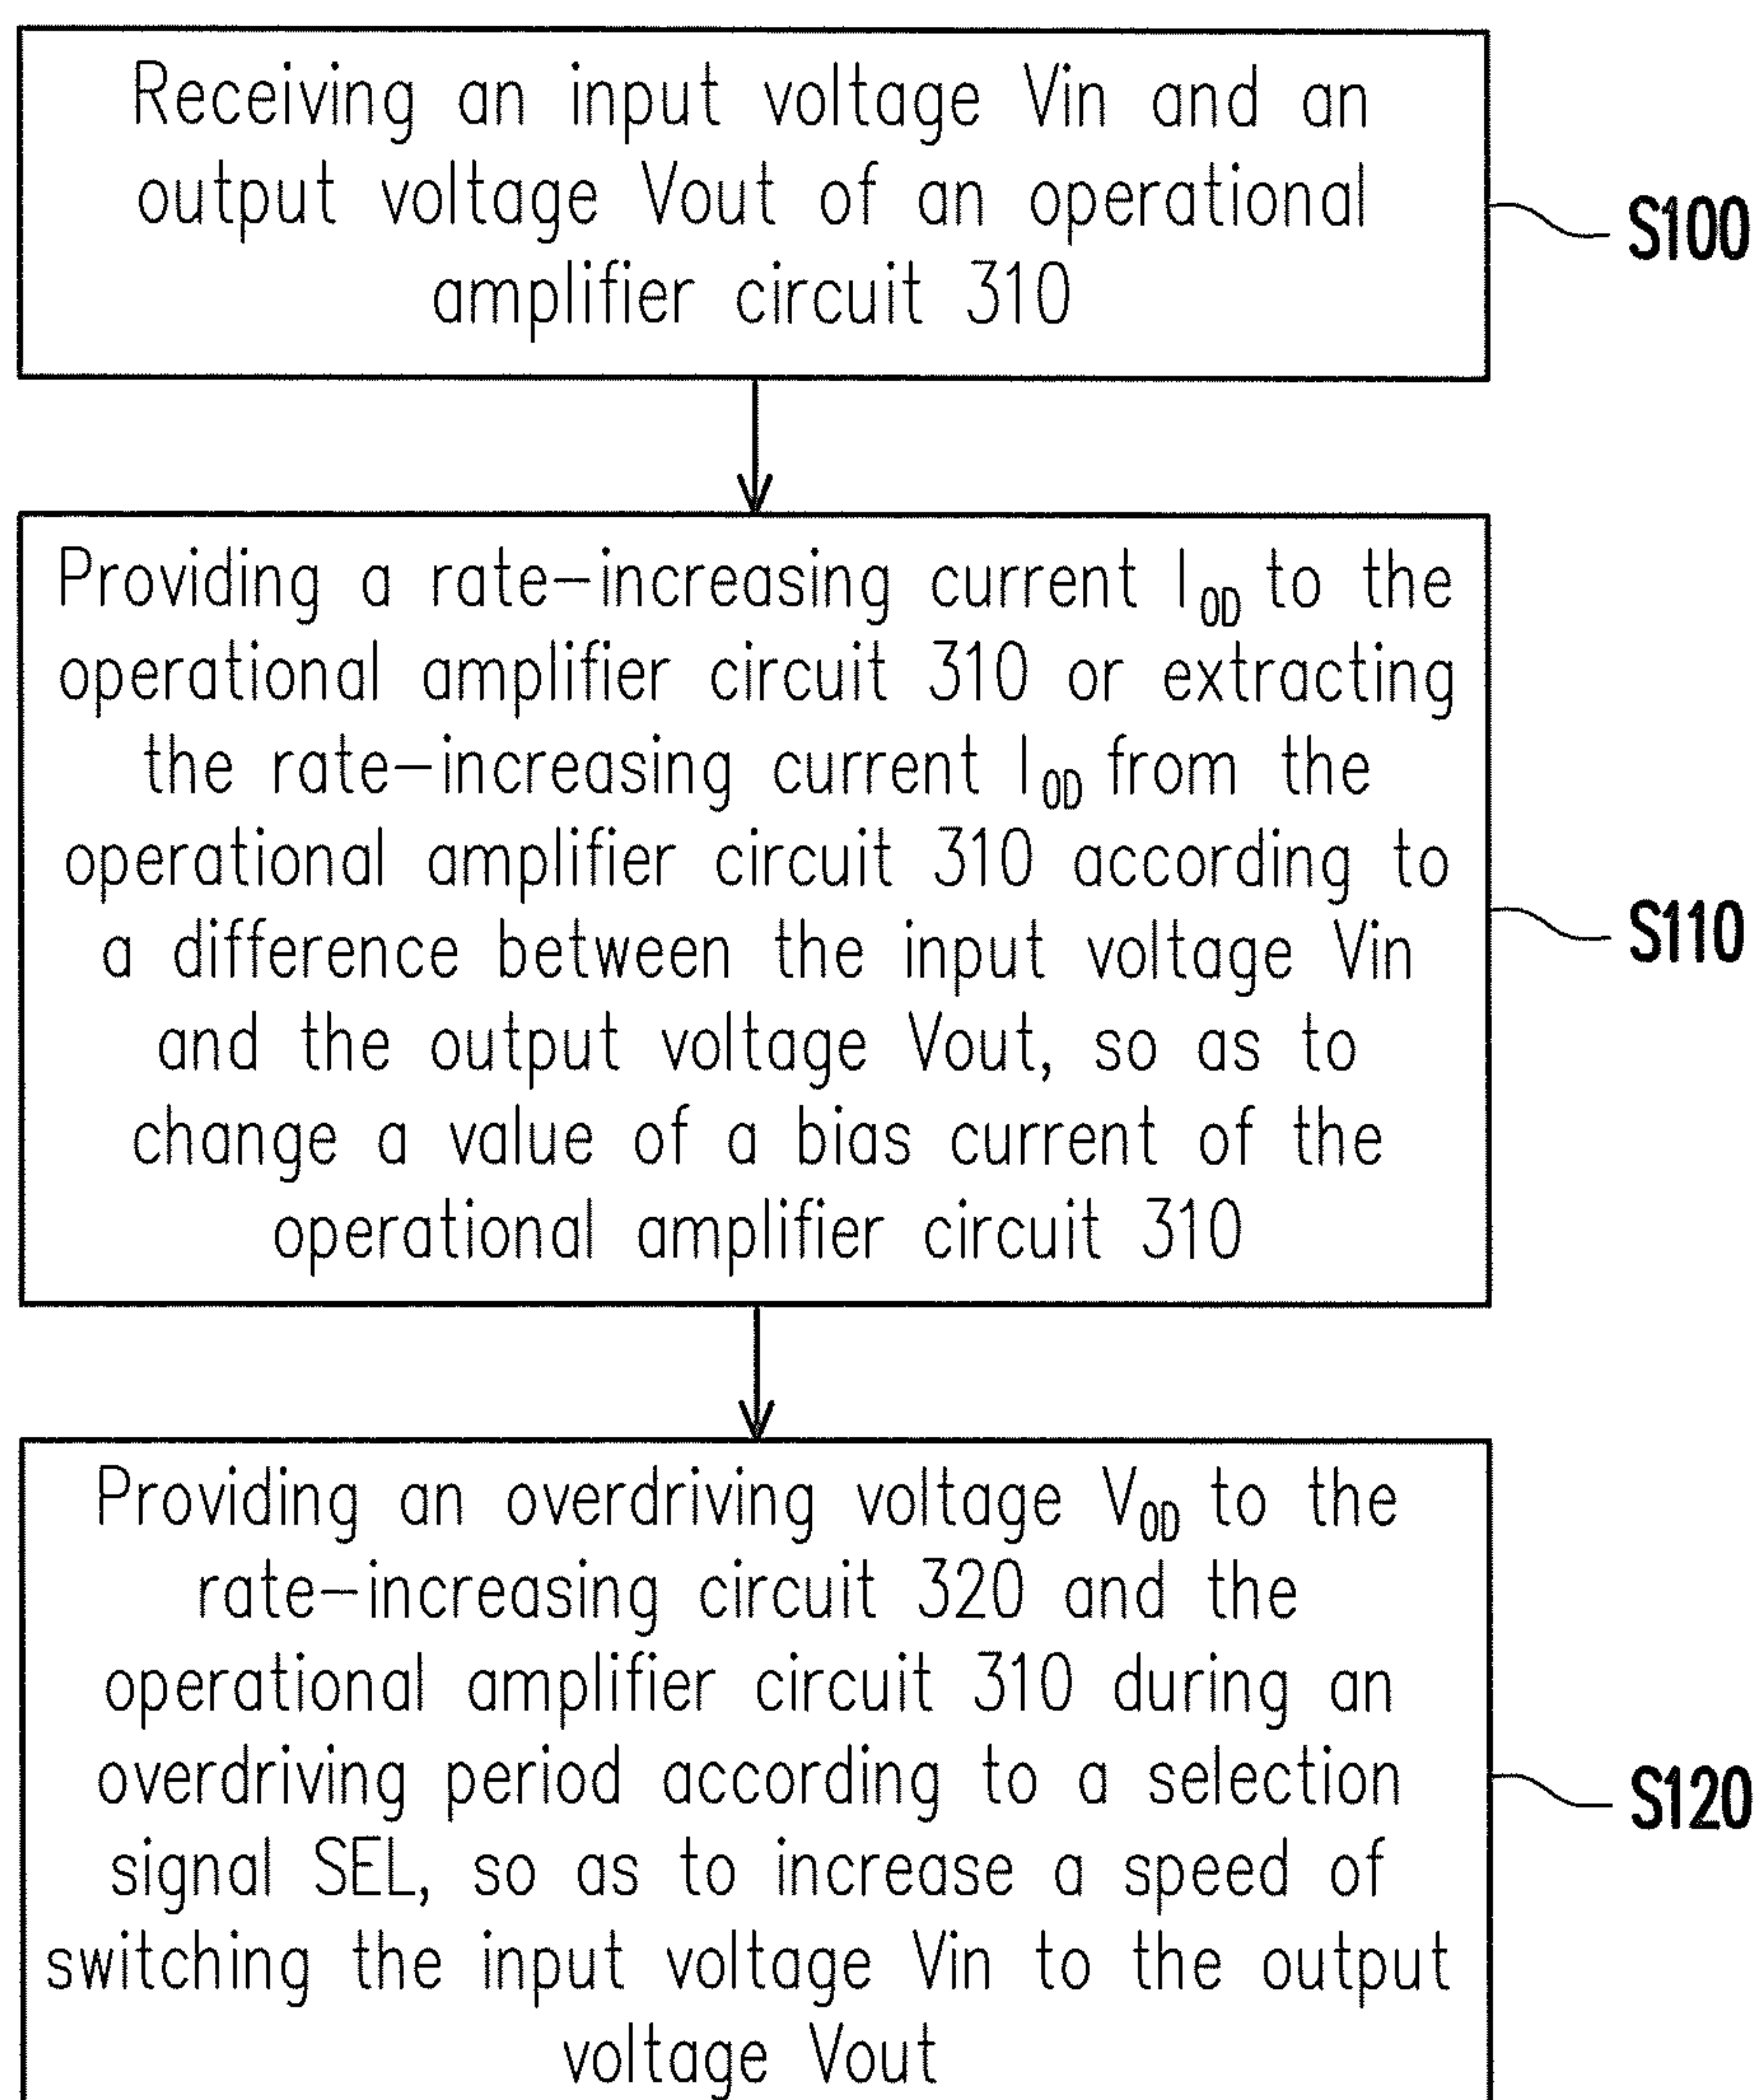 Receiving an input voltage Vin and an
output voltage Vout of an operational
amplifier circuit 310
S100
Providing a rate-increasing current I_OD to the
operational amplifier circuit 310 or extracting
the rate-increasing current I_OD from the
operational amplifier circuit 310 according to
a difference between the input voltage Vin
and the output voltage Vout, so as to
change a value of a bias current of the
operational amplifier circuit 310
S110
Providing an overdriving voltage V_OD to the
rate-increasing circuit 320 and the
operational amplifier circuit 310 during an
overdriving period according to a selection
signal SEL, so as to increase a speed of
switching the input voltage Vin to the output
voltage Vout
S120